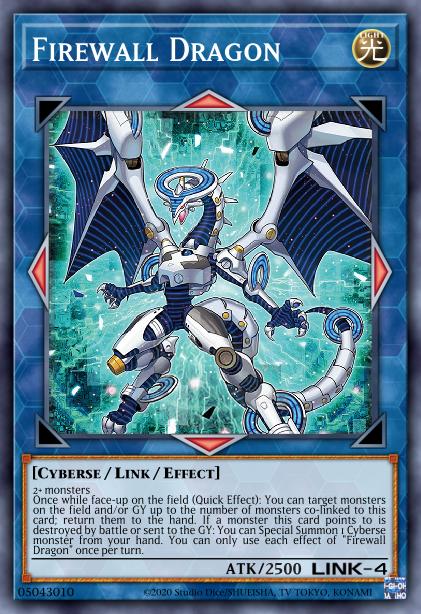 FIREWALL DRAGON
LIGHT
光
[CYBERSE / LINK / EFFECT]
2+ monsters
Once while face-up on the field (Quick Effect): You can target monsters
on the field and/or GY up to the number of monsters co-linked to this
card; return them to the hand. If a monster this card points to is
destroyed by battle or sent to the GY: You can Special Summon 1 Cyberse
monster from your hand. You can only use each effect of "Firewall
Dragon" once per turn.
ATK/2500 LINK-4
05043010
©2020 Studio Dice/SHUEISHA, TV TOKYO, KONAMI